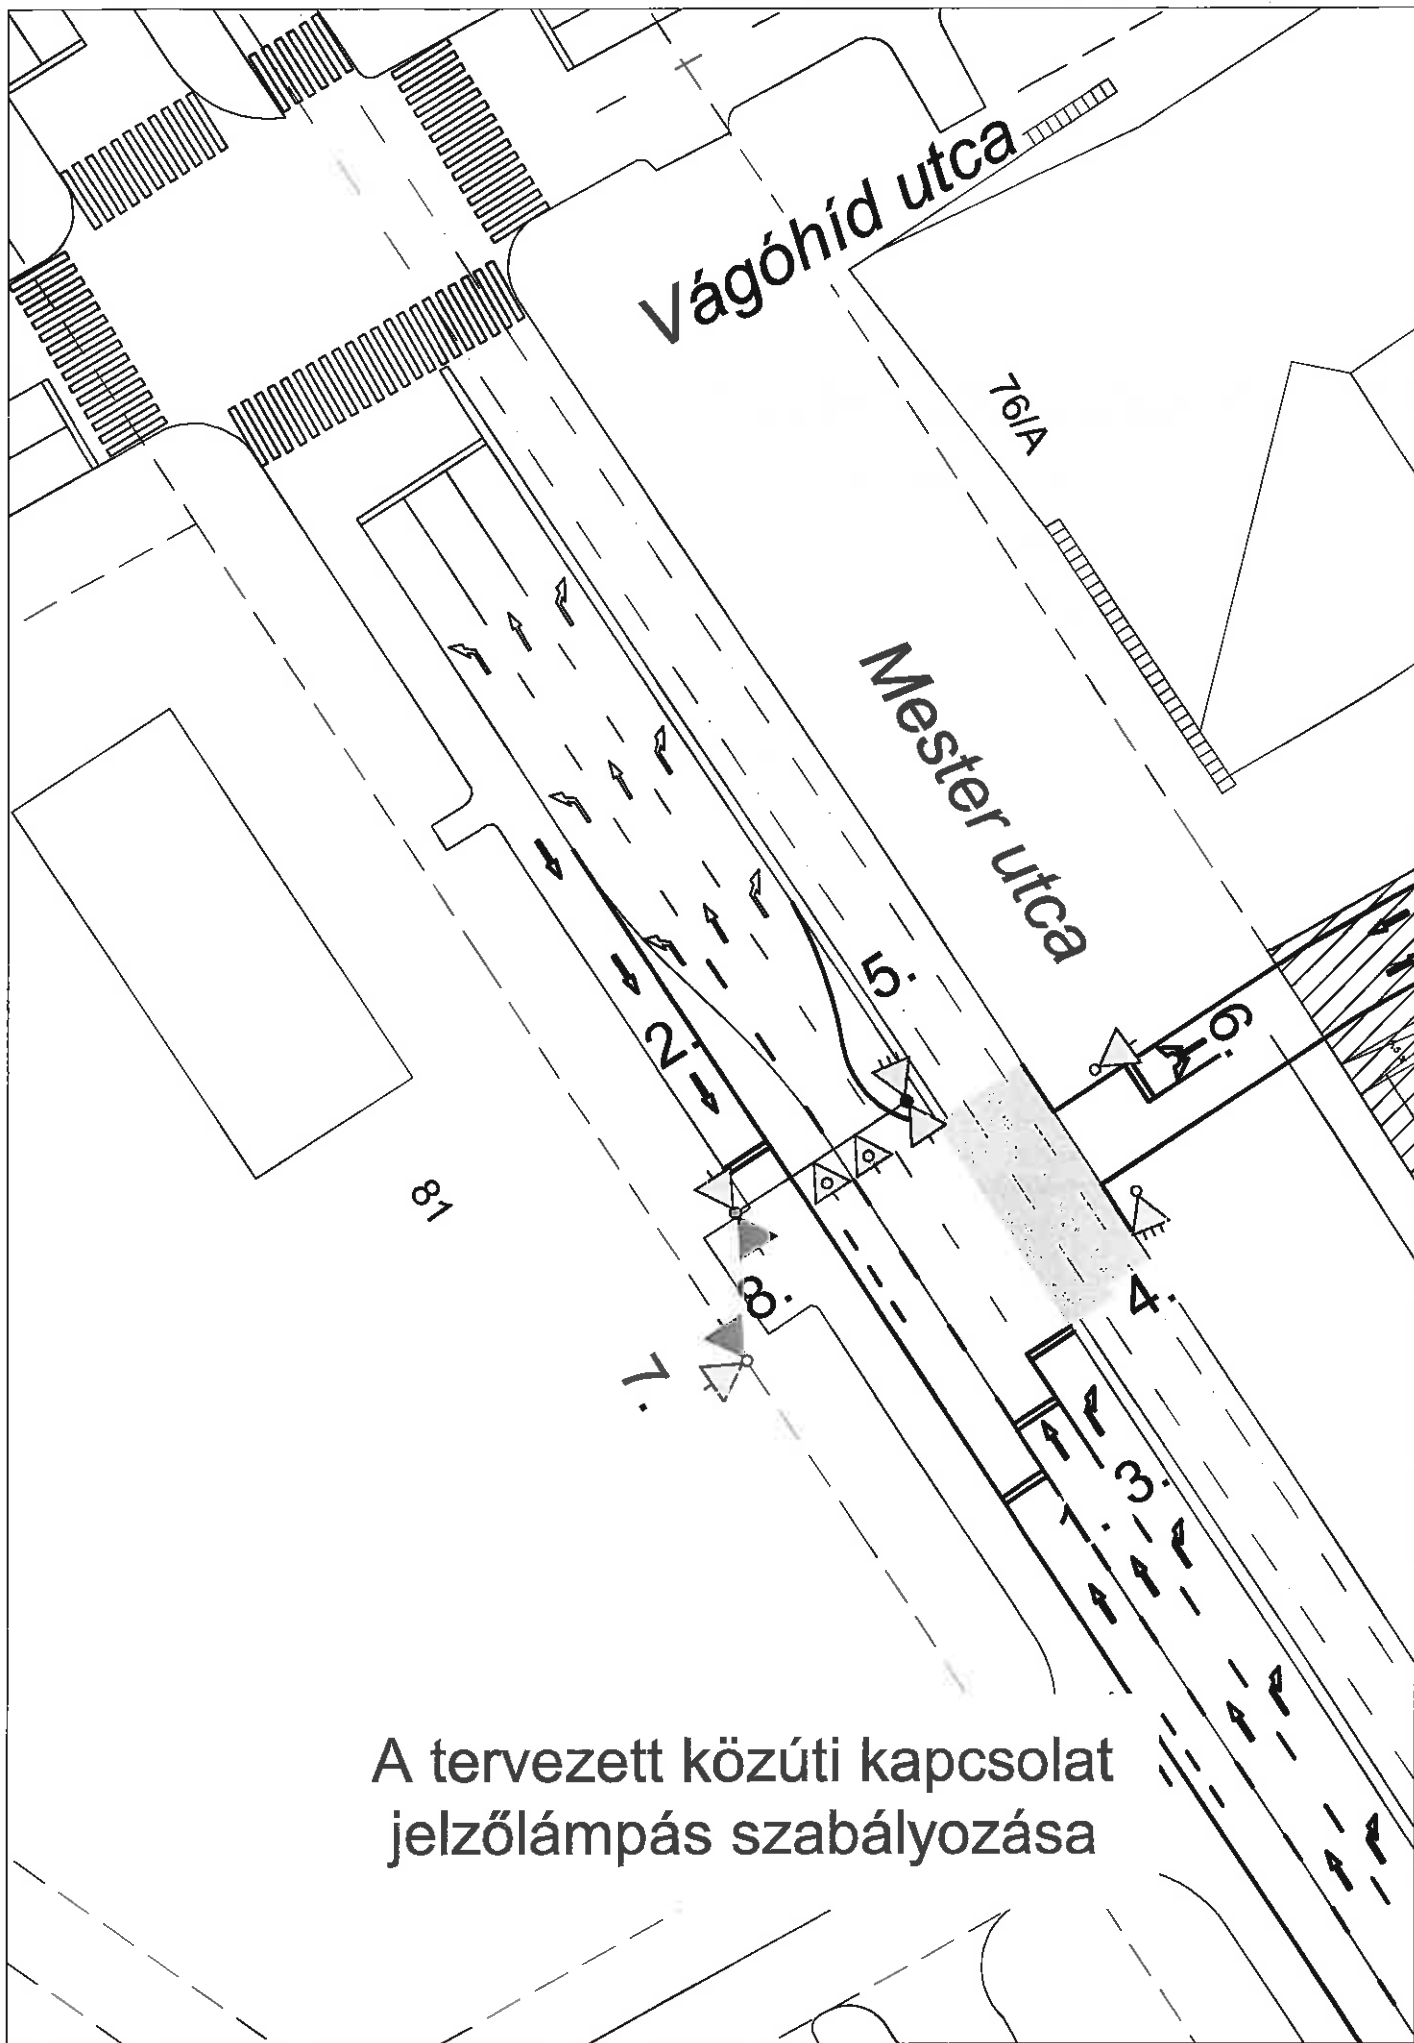 Vágóhíd utca
76/A
Mester utca
5.
6.
2.
81
8.
4.
7.
3.
1.
A tervezett közúti kapcsolat
jelzőlámpás szabályozása